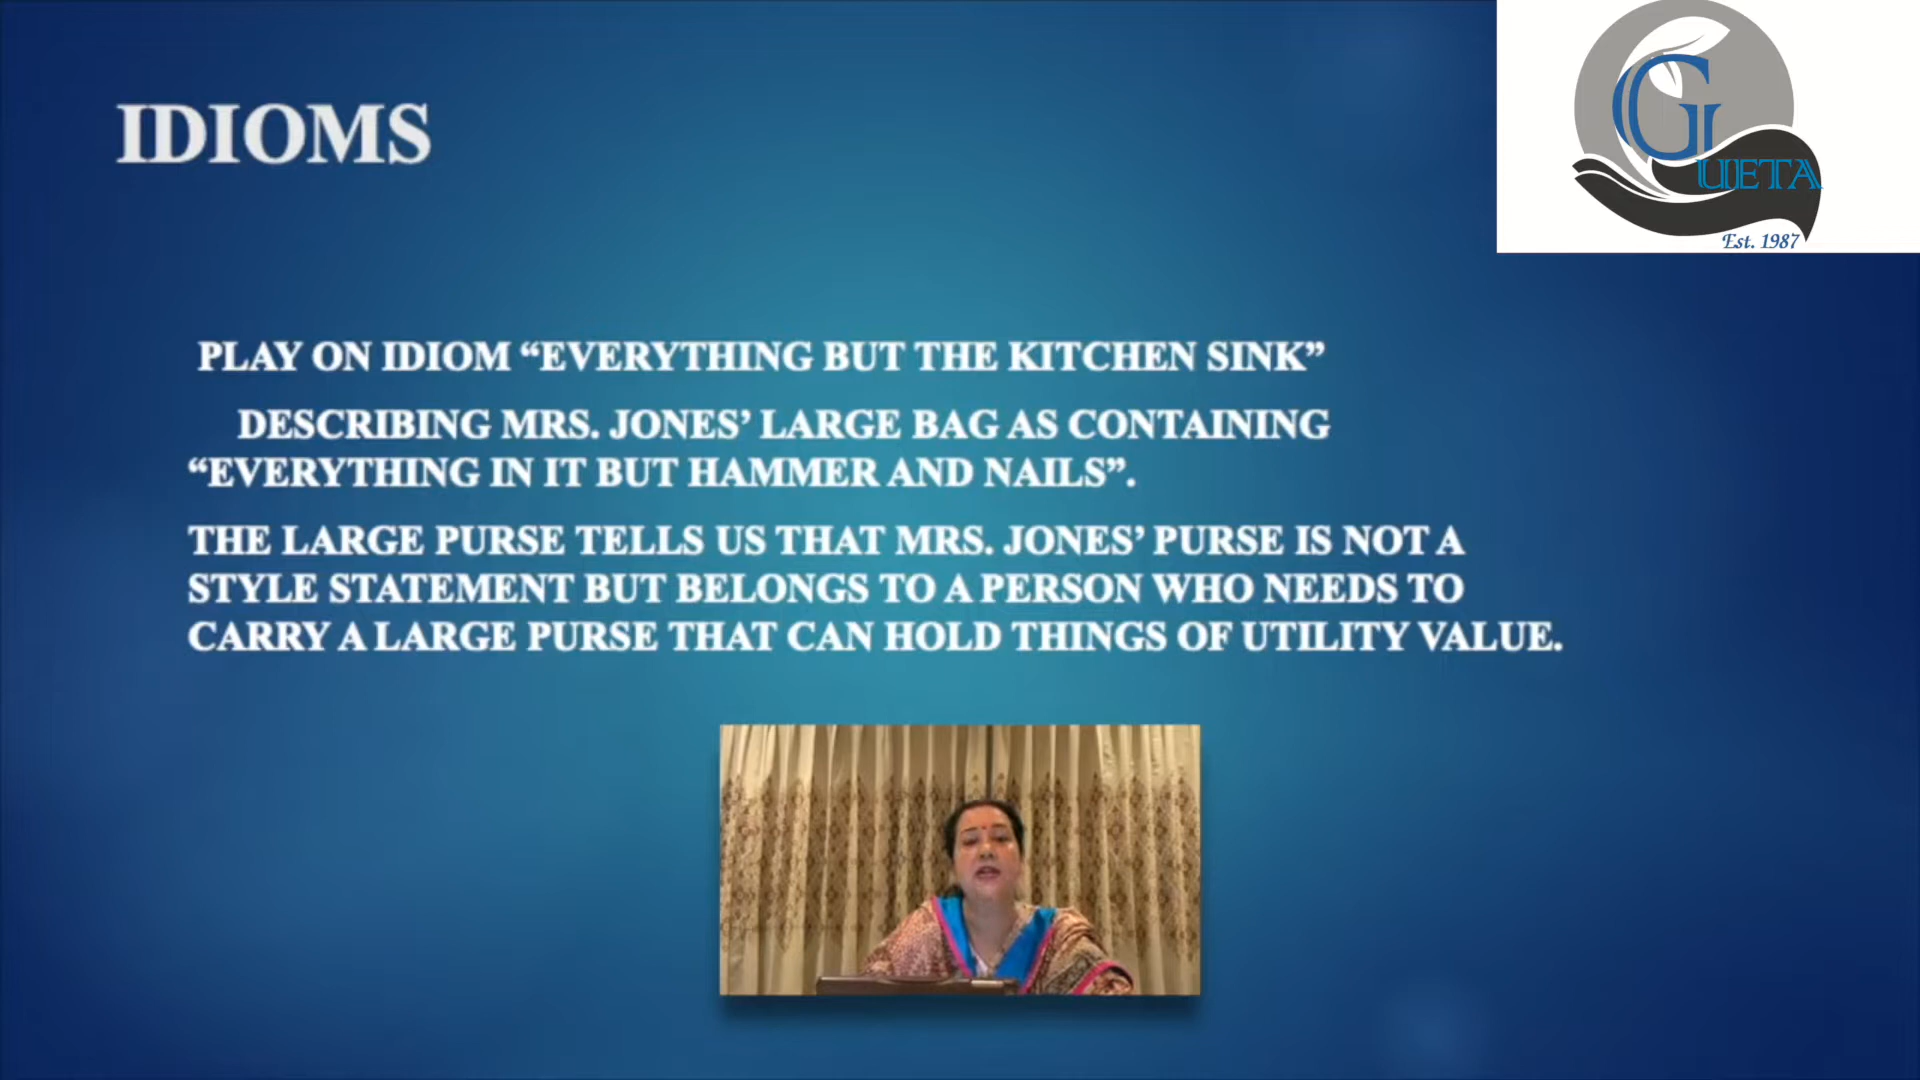 IDIOMS
GUETA
Est. 1987
PLAY ON IDIOM “EVERYTHING BUT THE KITCHEN SINK”
DESCRIBING MRS. JONES’ LARGE BAG AS CONTAINING
“EVERYTHING IN IT BUT HAMMER AND NAILS”.
THE LARGE PURSE TELLS US THAT MRS. JONES’ PURSE IS NOT A
STYLE STATEMENT BUT BELONGS TO A PERSON WHO NEEDS TO
CARRY A LARGE PURSE THAT CAN HOLD THINGS OF UTILITY VALUE.